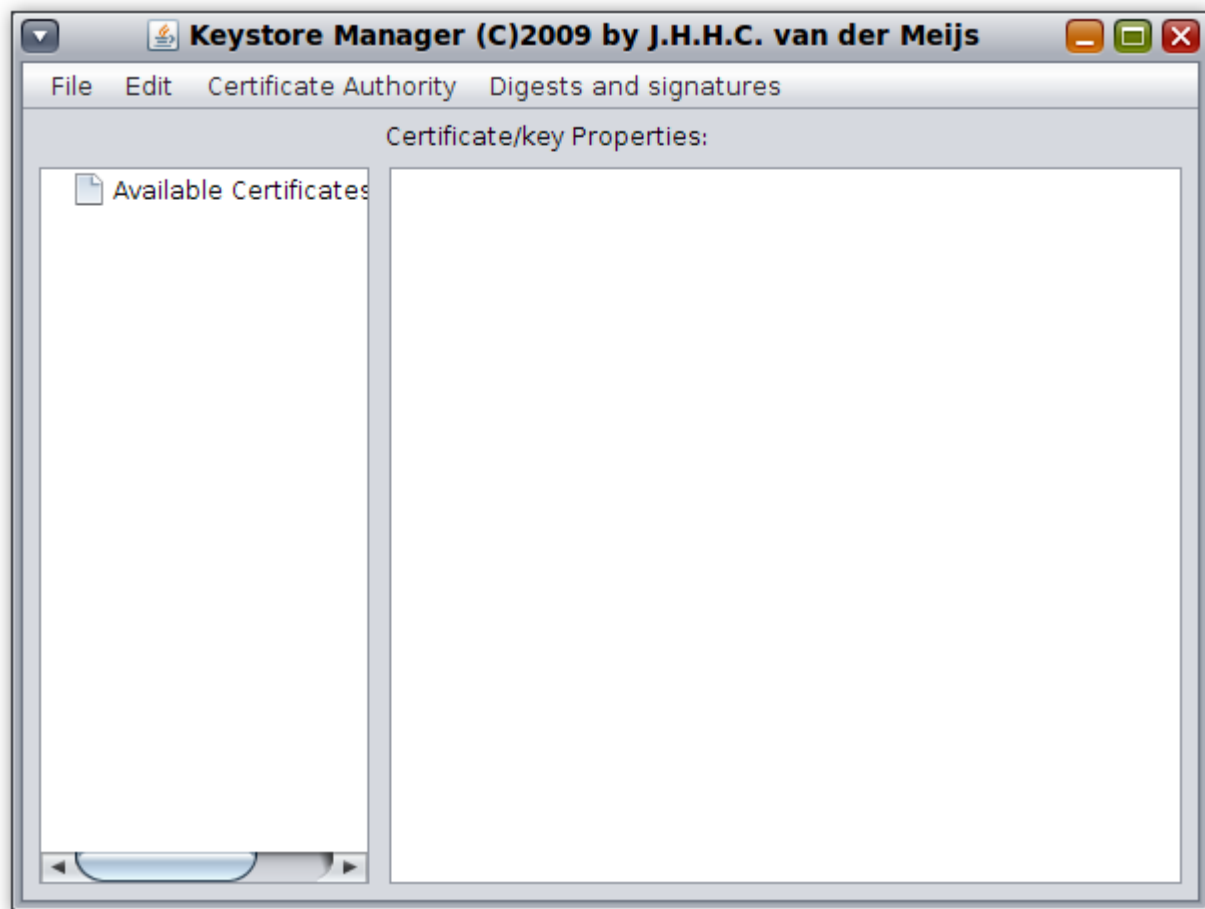 Keystore Manager (C)2009 by J.H.H.C. van der Meijs
File Edit Certificate Authority Digests and signatures
Certificate/key Properties:
Available Certificates